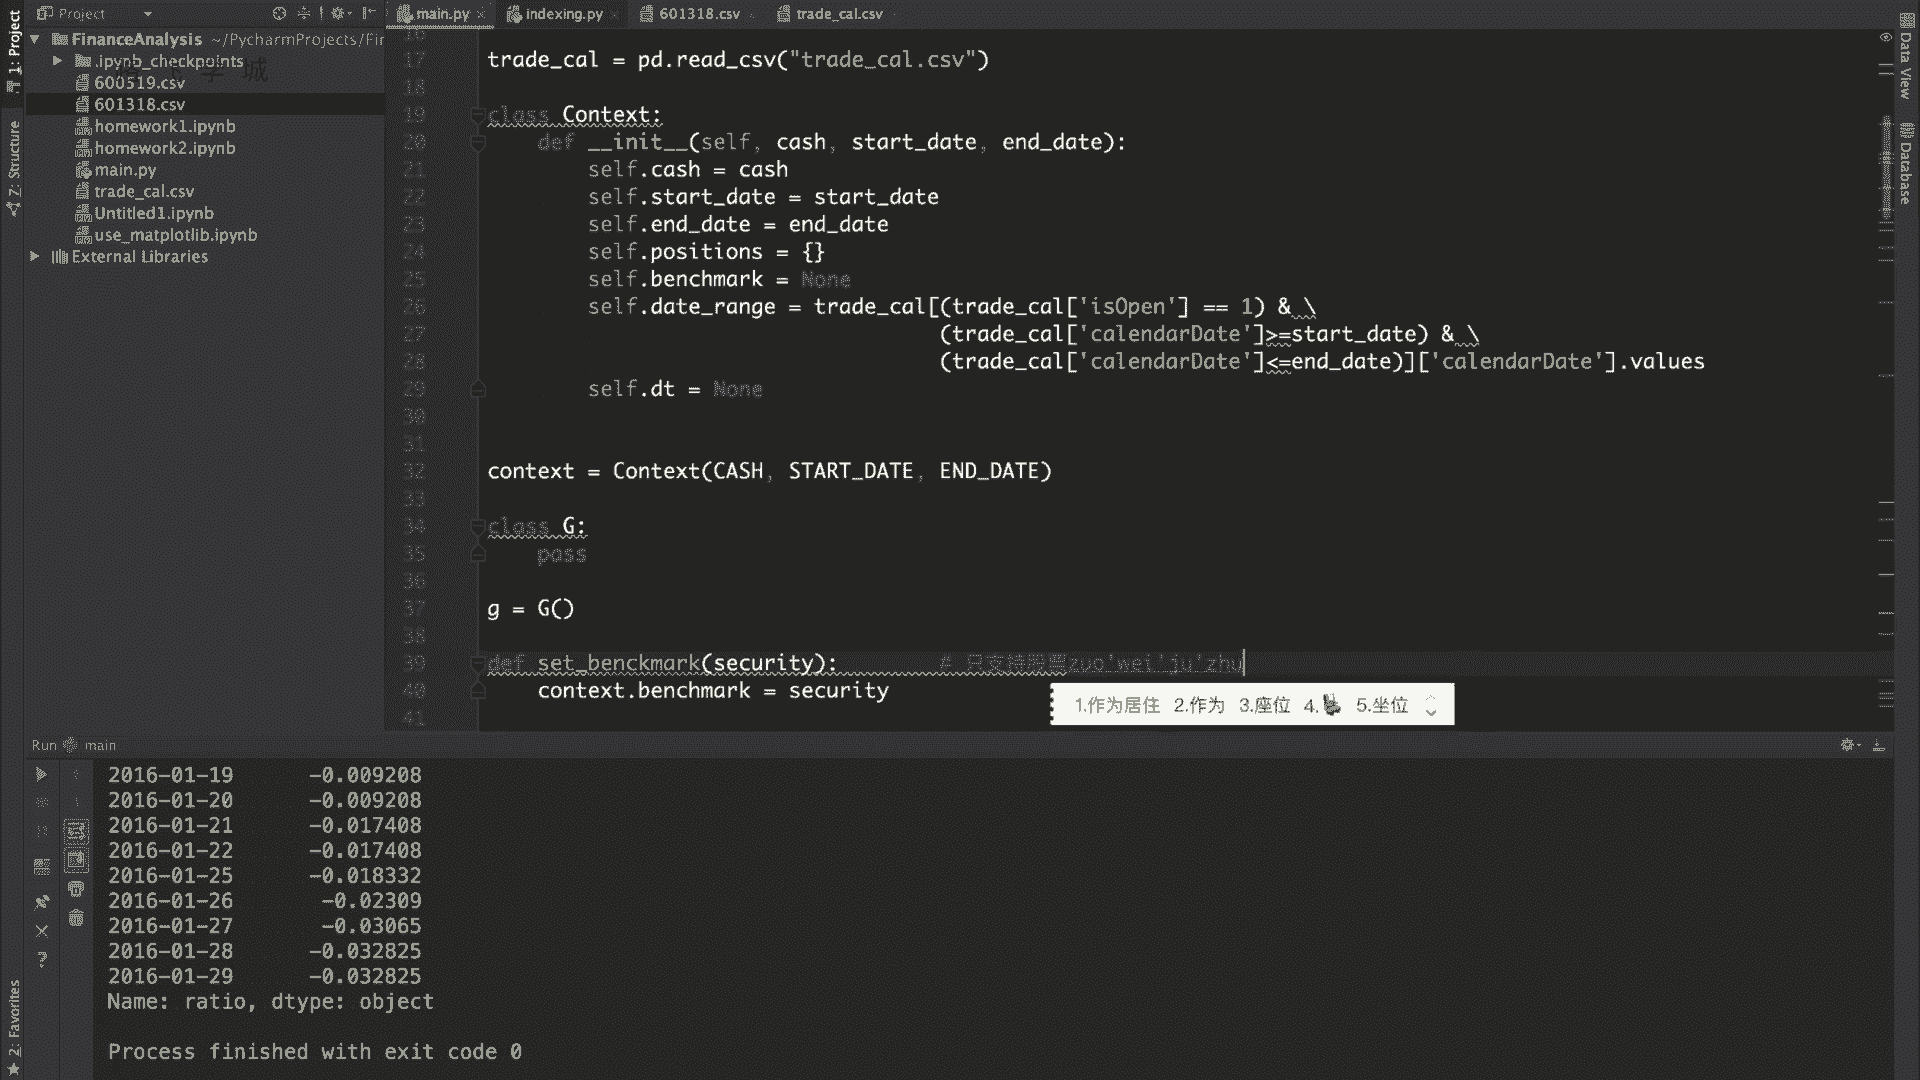 Project
main.py
indexing.py
601318.csv
trade_cal.csv
1: Project
Z: Structure
2: Favorites
Data View
Database
FinanceAnalysis ~/PycharmProjects/Fir
.ipynb_checkpoints
600519.csv
601318.csv
homework1.ipynb
homework2.ipynb
main.py
trade_cal.csv
Untitled1.ipynb
use_matplotlib.ipynb
External Libraries
16
17 trade_cal = pd.read_csv("trade_cal.csv")
18
19 class Context:
20 def __init__(self, cash, start_date, end_date):
21 self.cash = cash
22 self.start_date = start_date
23 self.end_date = end_date
24 self.positions = {}
25 self.benchmark = None
26 self.date_range = trade_cal[(trade_cal['isOpen'] == 1) & \
27 (trade_cal['calendarDate']>=start_date) & \
28 (trade_cal['calendarDate']<=end_date)]['calendarDate'].values
29 self.dt = None
30
31
32 context = Context(CASH, START_DATE, END_DATE)
33
34 class G:
35 pass
36
37 g = G()
38
39 def set_benckmark(security): # 只支持股票zuo'wei'ju'zhu
40 context.benchmark = security
41
1.作为居住 2.作为 3.座位 4. 5.坐位
Run main
2016-01-19 -0.009208
2016-01-20 -0.009208
2016-01-21 -0.017408
2016-01-22 -0.017408
2016-01-25 -0.018332
2016-01-26 -0.02309
2016-01-27 -0.03065
2016-01-28 -0.032825
2016-01-29 -0.032825
Name: ratio, dtype: object
Process finished with exit code 0